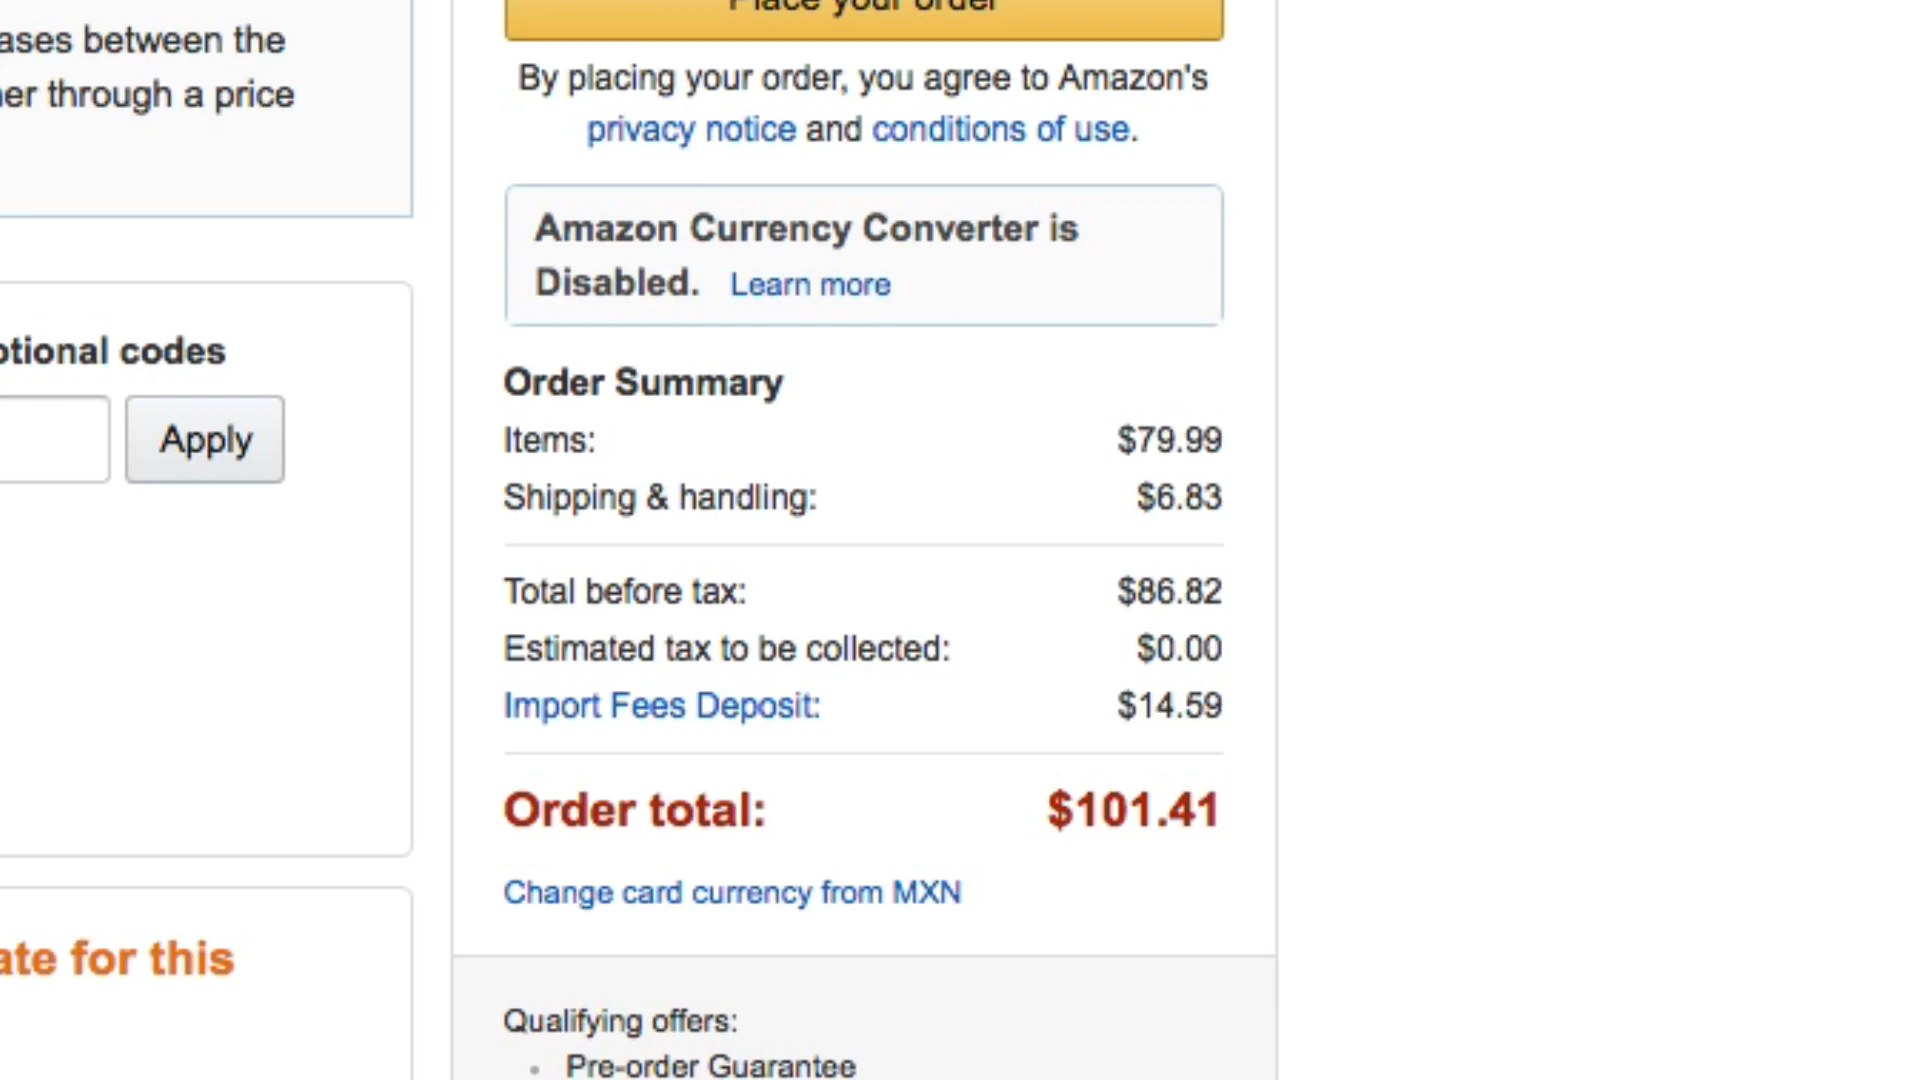 Place your order
ases between the
er through a price
By placing your order, you agree to Amazon's
privacy notice and conditions of use.
Amazon Currency Converter is
Disabled. Learn more
otional codes
Apply
Order Summary
Items: $79.99
Shipping & handling: $6.83
Total before tax: $86.82
Estimated tax to be collected: $0.00
Import Fees Deposit: $14.59
Order total: $101.41
Change card currency from MXN
ate for this
Qualifying offers:
• Pre-order Guarantee